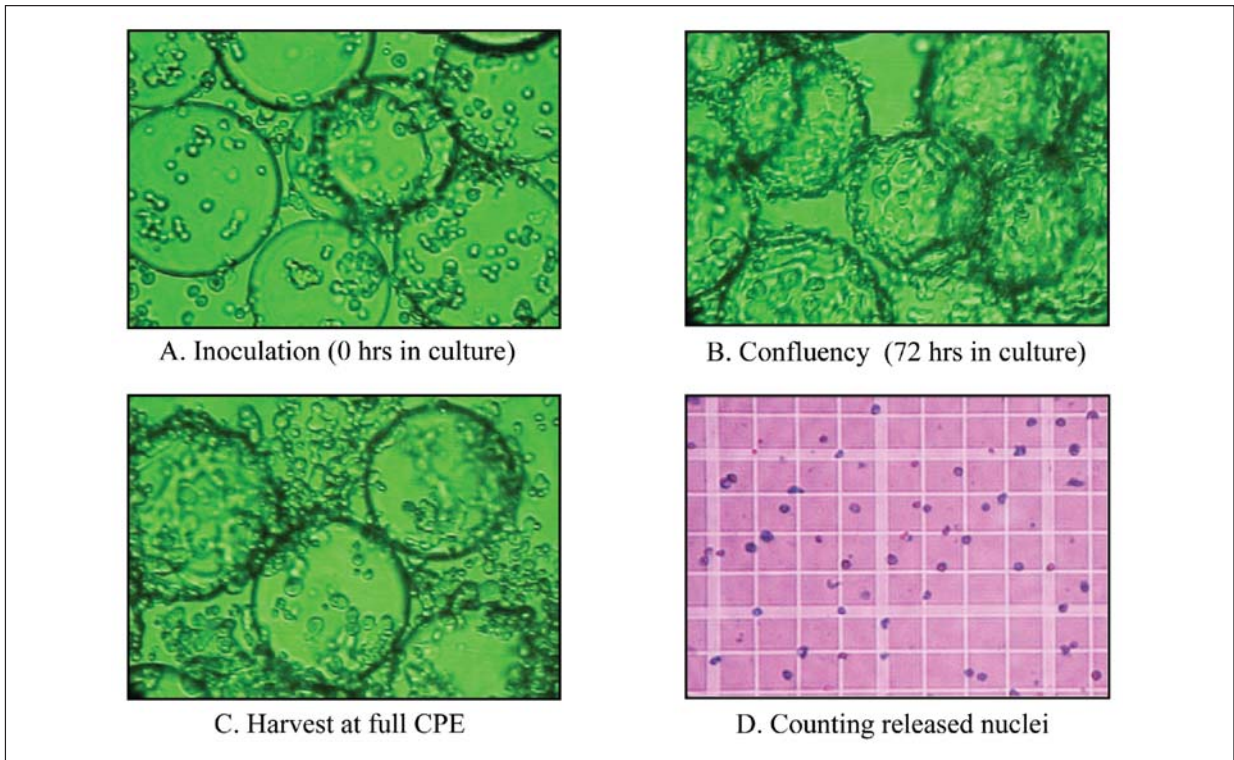 A. Inoculation (0 hrs in culture)
B. Confluency (72 hrs in culture)
C. Harvest at full CPE
D. Counting released nuclei